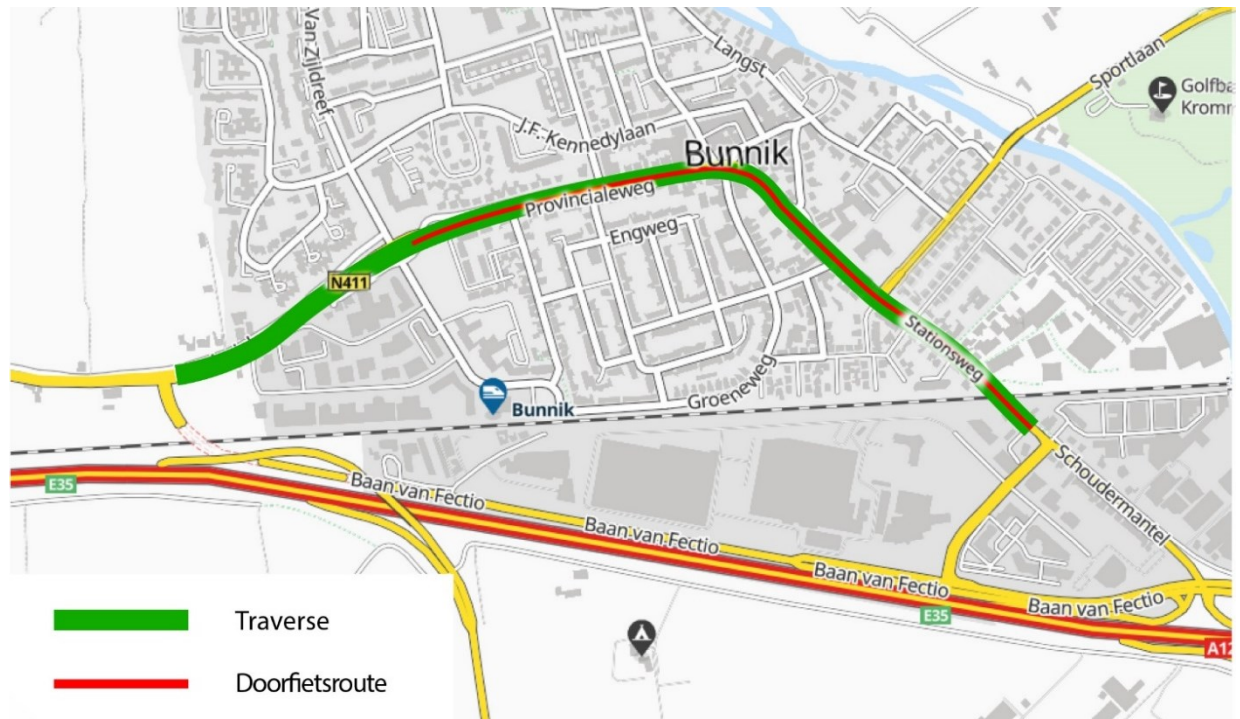 Van Zijldreef
Langst
Sportlaan
Golfba
Kromm
J.F. Kennedylaan
Bunnik
Provincialeweg
Engweg
N411
Stationsweg
Groeneweg
Bunnik
Schoudermantel
E35
Baan van Fectio
Baan van Fectio
Baan van Fectio
Baan van Fectio
E35
A12
Traverse
Doorfietsroute